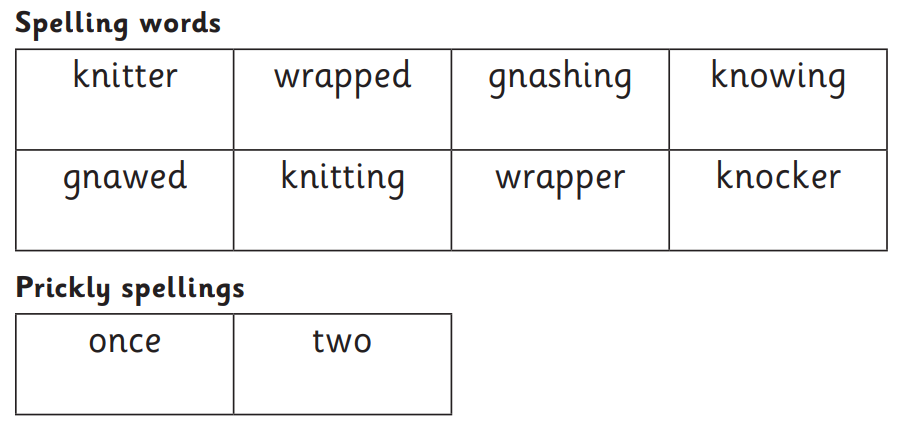 Spelling words
knitter wrapped gnashing knowing
gnawed knitting wrapper knocker
Prickly spellings
once two